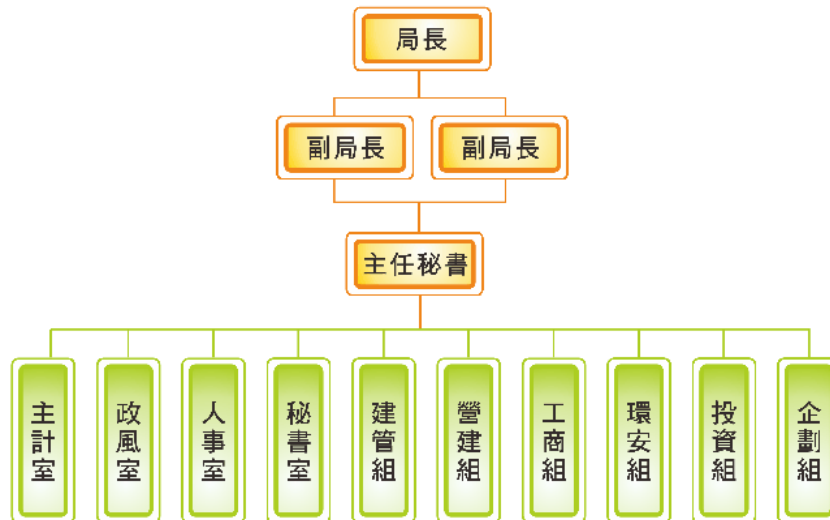 局長
副局長
副局長
主任秘書
主計室
政風室
人事室
秘書室
建管組
營建組
工商組
環安組
投資組
企劃組